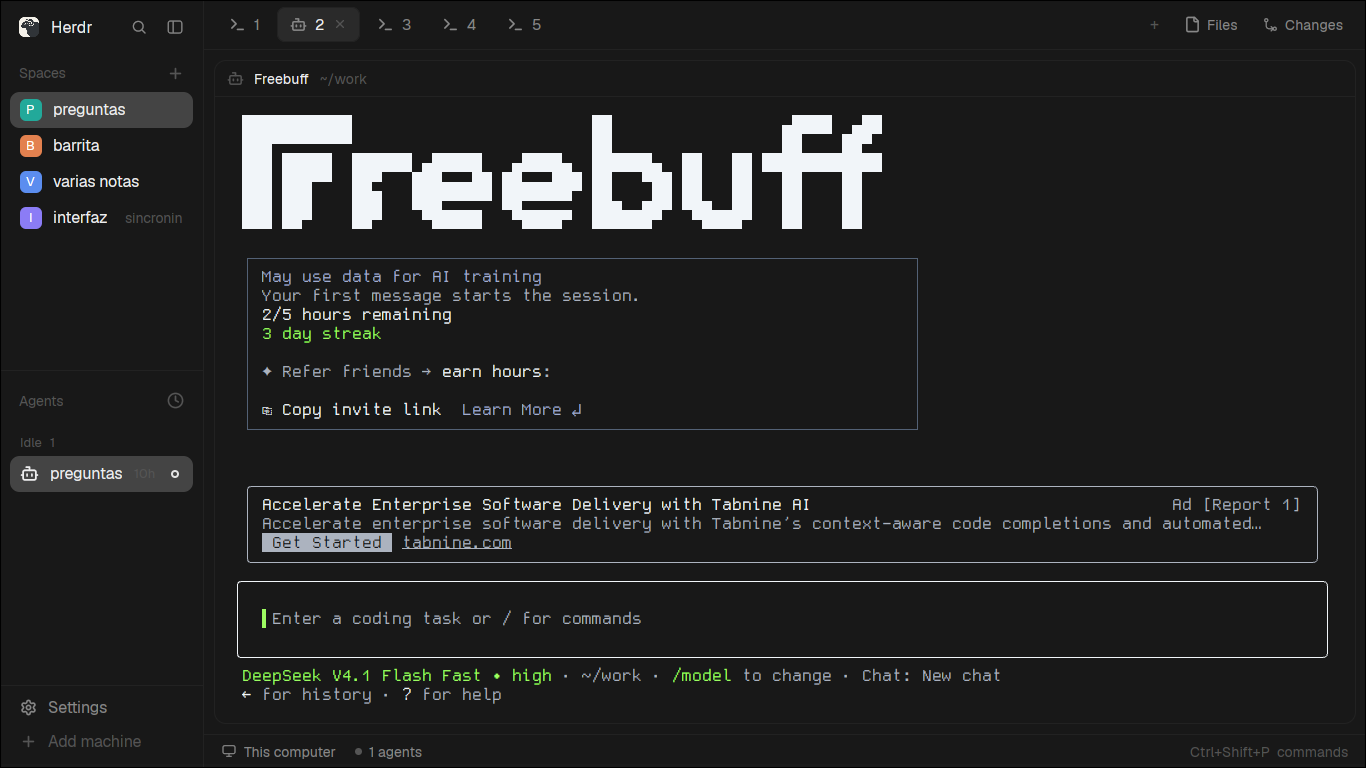 Herdr
Spaces
P preguntas
B barrita
V varias notas
I interfaz sincronin
Agents
Idle 1
preguntas 10h
Settings
Add machine
1
2
3
4
5
Files
Changes
Freebuff ~/work
Freebuff
May use data for AI training
Your first message starts the session.
2/5 hours remaining
3 day streak
✦ Refer friends → earn hours:
Copy invite link Learn More ↲
Accelerate Enterprise Software Delivery with Tabnine AI Ad [Report 1]
Accelerate enterprise software delivery with Tabnine's context-aware code completions and automated…
Get Started tabnine.com
Enter a coding task or / for commands
DeepSeek V4.1 Flash Fast • high · ~/work · /model to change · Chat: New chat
← for history · ? for help
This computer
1 agents
Ctrl+Shift+P commands